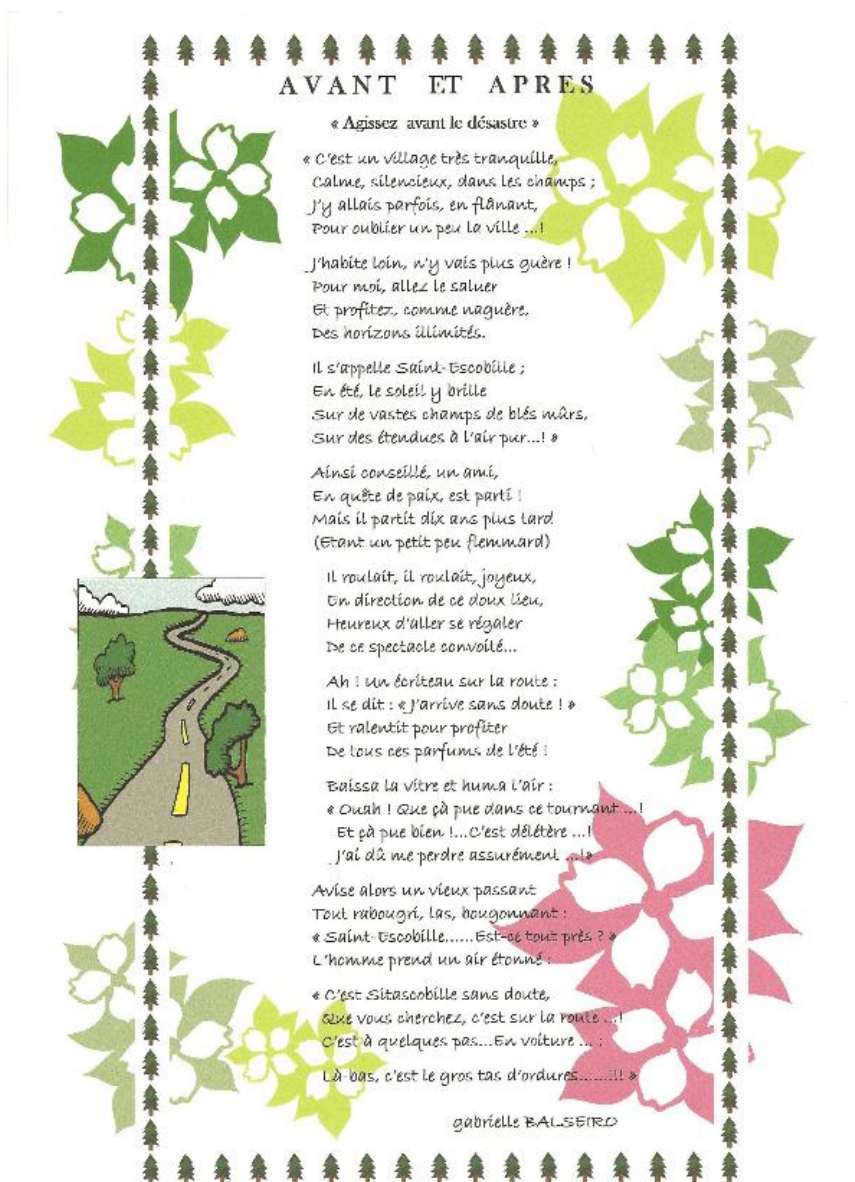 AVANT ET APRES
« Agissez avant le désastre »
« C'est un village très tranquille,
Calme, silencieux, dans les champs ;
J'y allais parfois, en flânant,
Pour oublier un peu la ville ...!
J'habite loin, n'y vais plus guère !
Pour moi, allez le saluer
Et profitez, comme naguère,
Des horizons illimités.
Il s'appelle Saint-Escobille ;
En été, le soleil y brille
Sur de vastes champs de blés mûrs,
Sur des étendues à l'air pur...! »
Ainsi conseillé, un ami,
En quête de paix, est parti !
Mais il partit dix ans plus tard
(Etant un petit peu flemmard)
Il roulait, il roulait, joyeux,
En direction de ce doux lieu,
Heureux d'aller se régaler
De ce spectacle convoilé...
Ah ! un écriteau sur la route :
Il se dit : « J'arrive sans doute ! »
Et ralentit pour profiter
De tous ces parfums de l'été !
Baissa la vitre et huma l'air :
« Ouah ! Que çà pue dans ce tournant ...!
Et çà pue bien !...C'est délétère ...!
J'ai dû me perdre assurément ...!»
Avise alors un vieux passant
Tout rabougri, las, bougonnant :
« Saint-Escobille......Est-ce tout près ? »
L'homme prend un air étonné :
« C'est Sitascobille sans doute,
Que vous cherchez, c'est sur la route ...!
C'est à quelques pas...En voiture ... :
Là-bas, c'est le gros tas d'ordures.......!!! »
gabrielle BALSEIRO